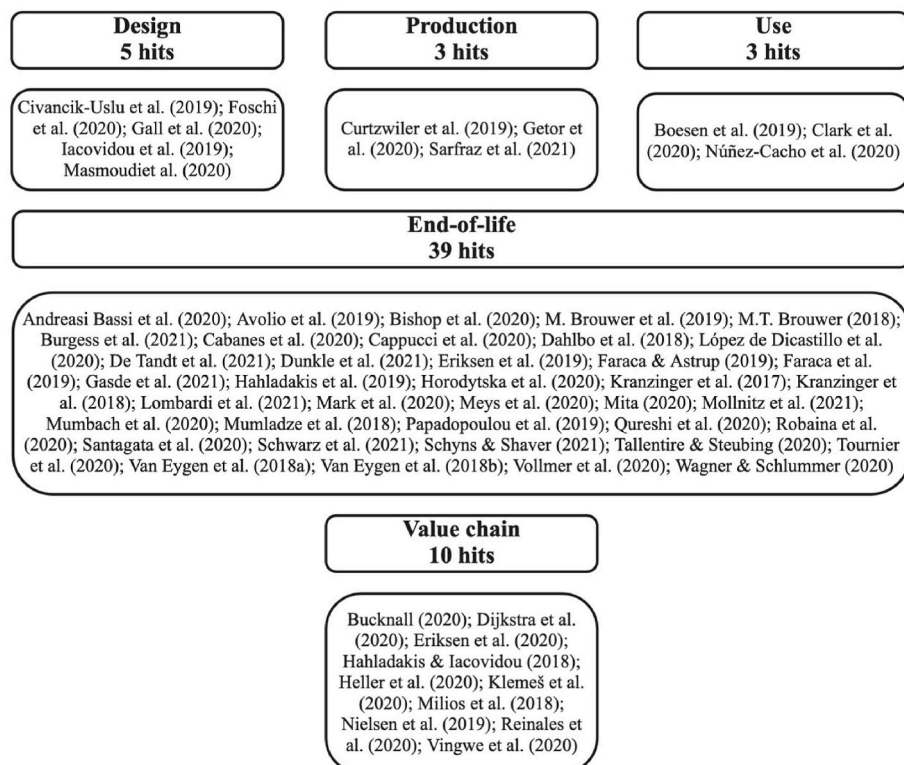 Design
5 hits
Production
3 hits
Use
3 hits
Civancik-Uslu et al. (2019); Foschi
et al. (2020); Gall et al. (2020);
Iacovidou et al. (2019);
Masmoudiet al. (2020)
Curtzwiler et al. (2019); Getor
et al. (2020); Sarfraz et al. (2021)
Boesen et al. (2019); Clark et al.
(2020); Núñez-Cacho et al. (2020)
End-of-life
39 hits
Andreasi Bassi et al. (2020); Avolio et al. (2019); Bishop et al. (2020); M. Brouwer et al. (2019); M.T. Brouwer (2018);
Burgess et al. (2021); Cabanes et al. (2020); Cappucci et al. (2020); Dahlbo et al. (2018); López de Dicastillo et al.
(2020); De Tandt et al. (2021); Dunkle et al. (2021); Eriksen et al. (2019); Faraca & Astrup (2019); Faraca et al.
(2019); Gasde et al. (2021); Hahladakis et al. (2019); Horodytska et al. (2020); Kranzinger et al. (2017); Kranzinger et
al. (2018); Lombardi et al. (2021); Mark et al. (2020); Meys et al. (2020); Mita (2020); Mollnitz et al. (2021);
Mumbach et al. (2020); Mumladze et al. (2018); Papadopoulou et al. (2019); Qureshi et al. (2020); Robaina et al.
(2020); Santagata et al. (2020); Schwarz et al. (2021); Schyns & Shaver (2021); Tallentire & Steubing (2020); Tournier
et al. (2020); Van Eygen et al. (2018a); Van Eygen et al. (2018b); Vollmer et al. (2020); Wagner & Schlummer (2020)
Value chain
10 hits
Bucknall (2020); Dijkstra et al.
(2020); Eriksen et al. (2020);
Hahladakis & Iacovidou (2018);
Heller et al. (2020); Klemeš et al.
(2020); Milios et al. (2018);
Nielsen et al. (2019); Reinales et
al. (2020); Vingwe et al. (2020)